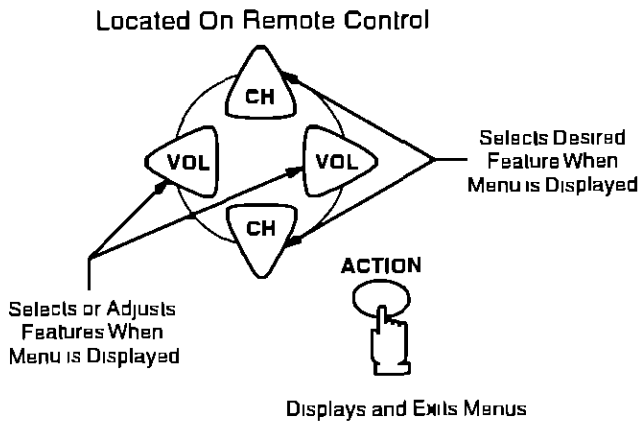 Located On Remote Control
CH
VOL
VOL
CH
Selects Desired
Feature When
Menu is Displayed
ACTION
Selects or Adjusts
Features When
Menu is Displayed
Displays and Exits Menus